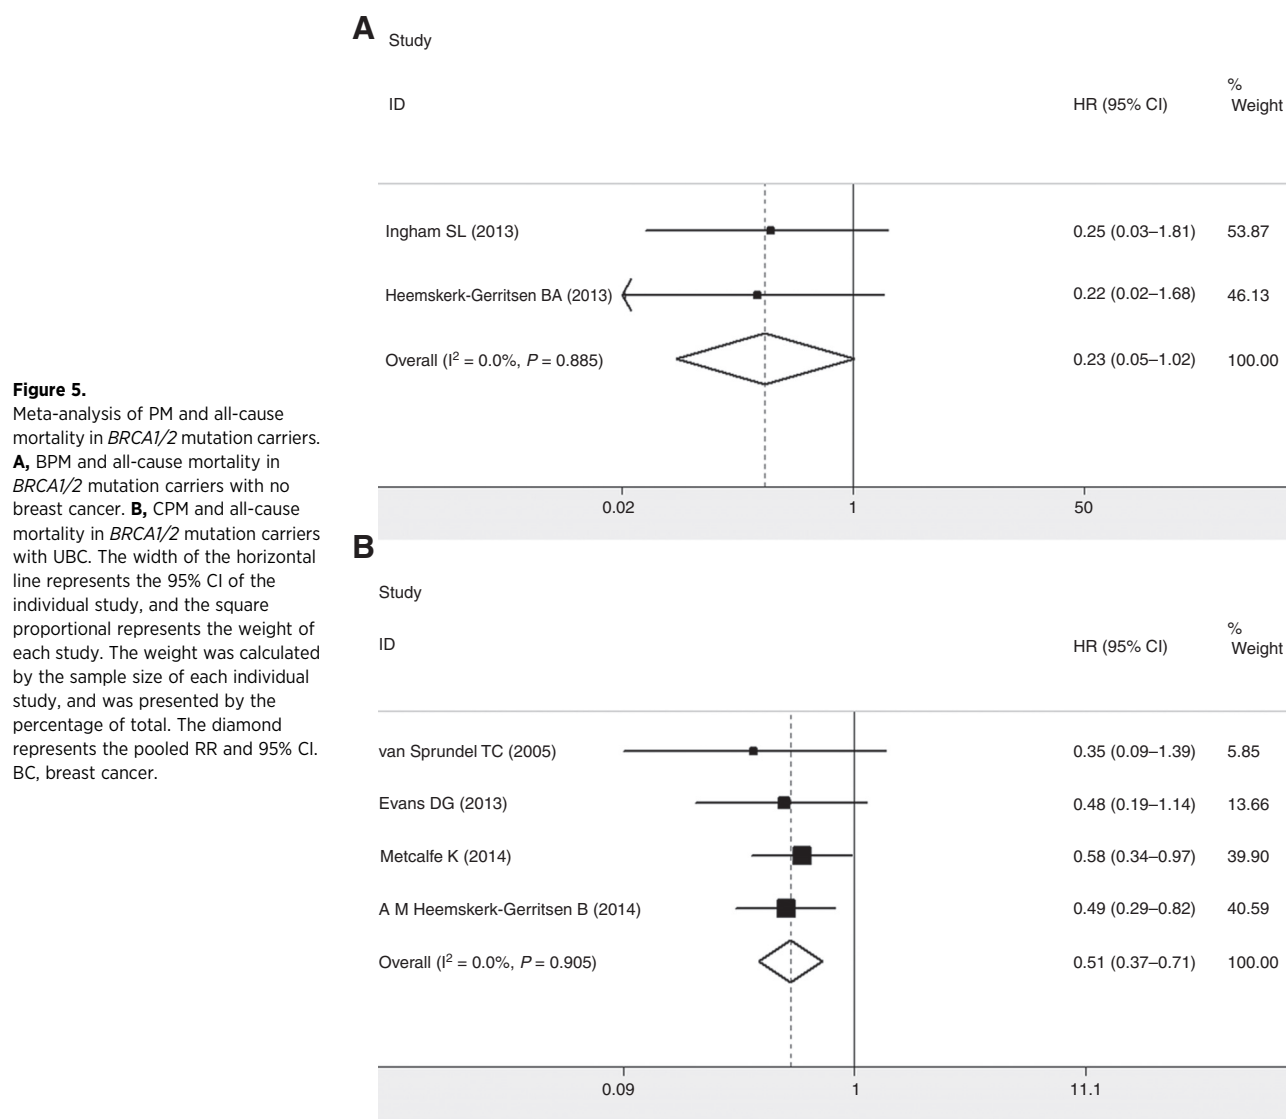 Figure 5.
Meta-analysis of PM and all-cause
mortality in BRCA1/2 mutation carriers.
A, BPM and all-cause mortality in
BRCA1/2 mutation carriers with no
breast cancer. B, CPM and all-cause
mortality in BRCA1/2 mutation carriers
with UBC. The width of the horizontal
line represents the 95% CI of the
individual study, and the square
proportional represents the weight of
each study. The weight was calculated
by the sample size of each individual
study, and was presented by the
percentage of total. The diamond
represents the pooled RR and 95% CI.
BC, breast cancer.
A
Study
%
ID HR (95% CI) Weight
Ingham SL (2013) 0.25 (0.03–1.81) 53.87
Heemskerk-Gerritsen BA (2013) 0.22 (0.02–1.68) 46.13
Overall (I² = 0.0%, P = 0.885) 0.23 (0.05–1.02) 100.00
0.02 1 50
B
Study
%
ID HR (95% CI) Weight
van Sprundel TC (2005) 0.35 (0.09–1.39) 5.85
Evans DG (2013) 0.48 (0.19–1.14) 13.66
Metcalfe K (2014) 0.58 (0.34–0.97) 39.90
A M Heemskerk-Gerritsen B (2014) 0.49 (0.29–0.82) 40.59
Overall (I² = 0.0%, P = 0.905) 0.51 (0.37–0.71) 100.00
0.09 1 11.1